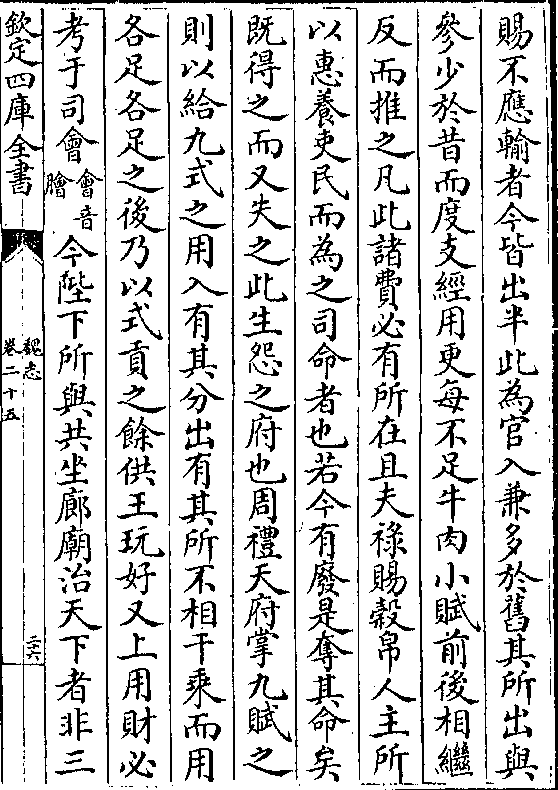 賜不應輸者今皆出半此為官入兼多於舊其所出與
參少於昔而度支經用更每不足牛肉小賦前後相繼
反而推之凡此諸費必有所在且夫祿賜穀帛人主所
以惠養吏民而為之司命者也若今有廢是奪其命矣
既得之而又失之此生怨之府也周禮天府掌九賦之
則以給九式之用入有其分出有其所不相干乘而用
各足各足之後乃以式貢之餘供王玩好又上用財必
考于司會會音膾今陛下所與共坐廊廟治天下者非三
欽定四庫全書
魏志
卷二十五
二十六